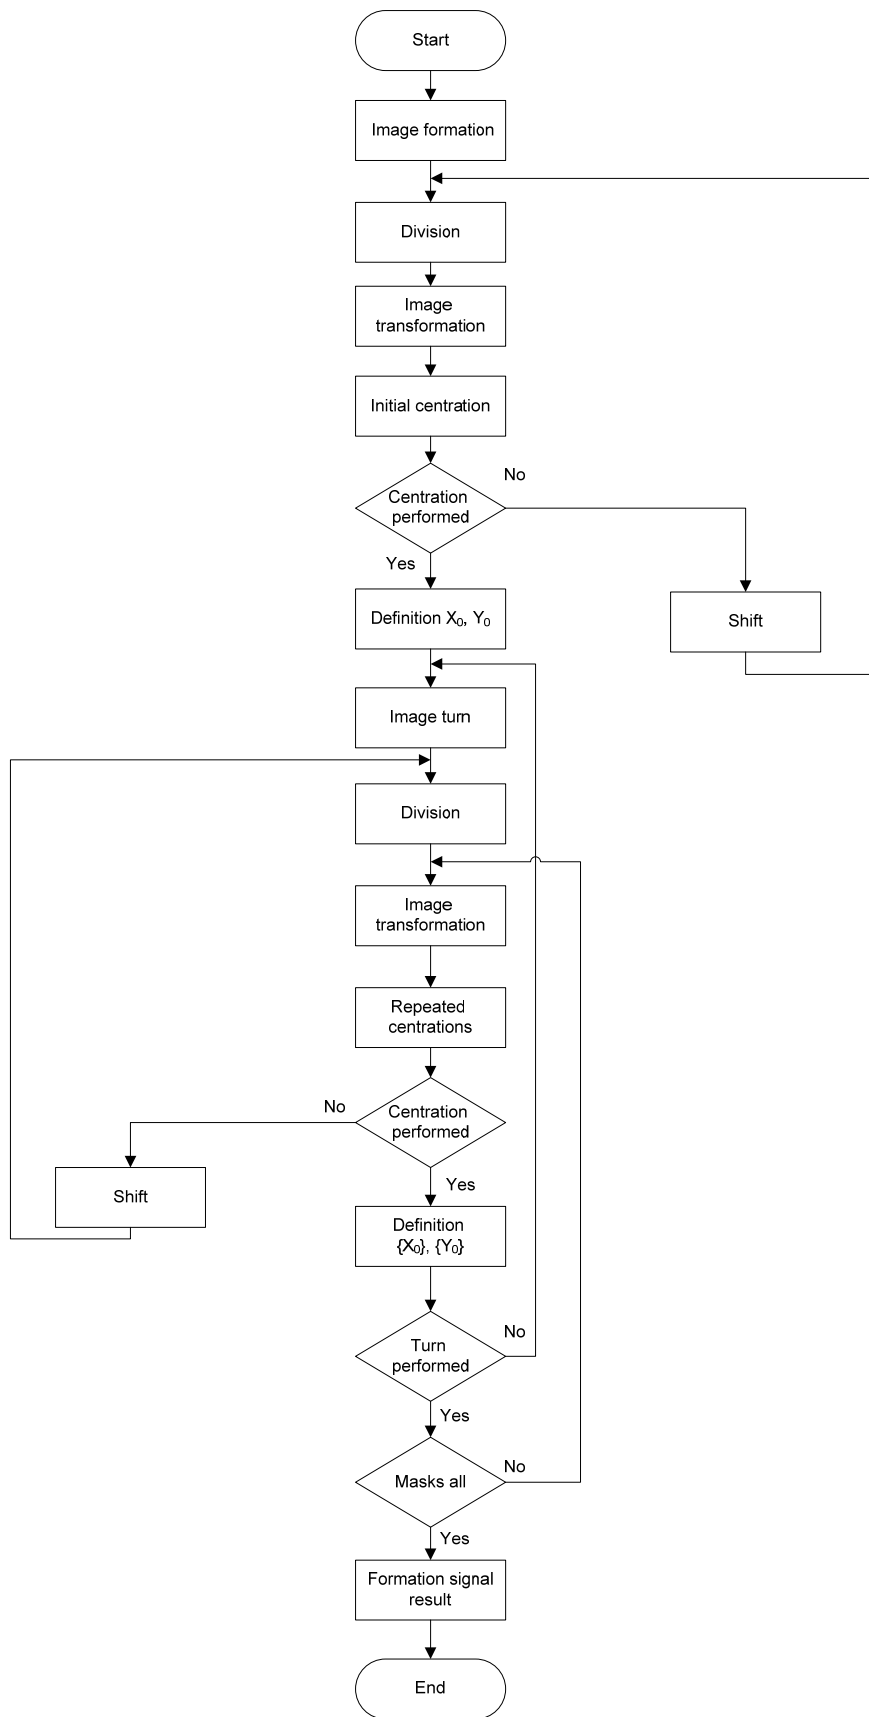 Start
Image formation
Division
Image
transformation
Initial centration
Centration
performed
No
Yes
Definition X₀, Y₀
Shift
Image turn
Division
Image
transformation
Repeated
centrations
Centration
performed
No
Yes
Shift
Definition
{X₀}, {Y₀}
Turn
performed
No
Yes
Masks all
No
Yes
Formation signal
result
End